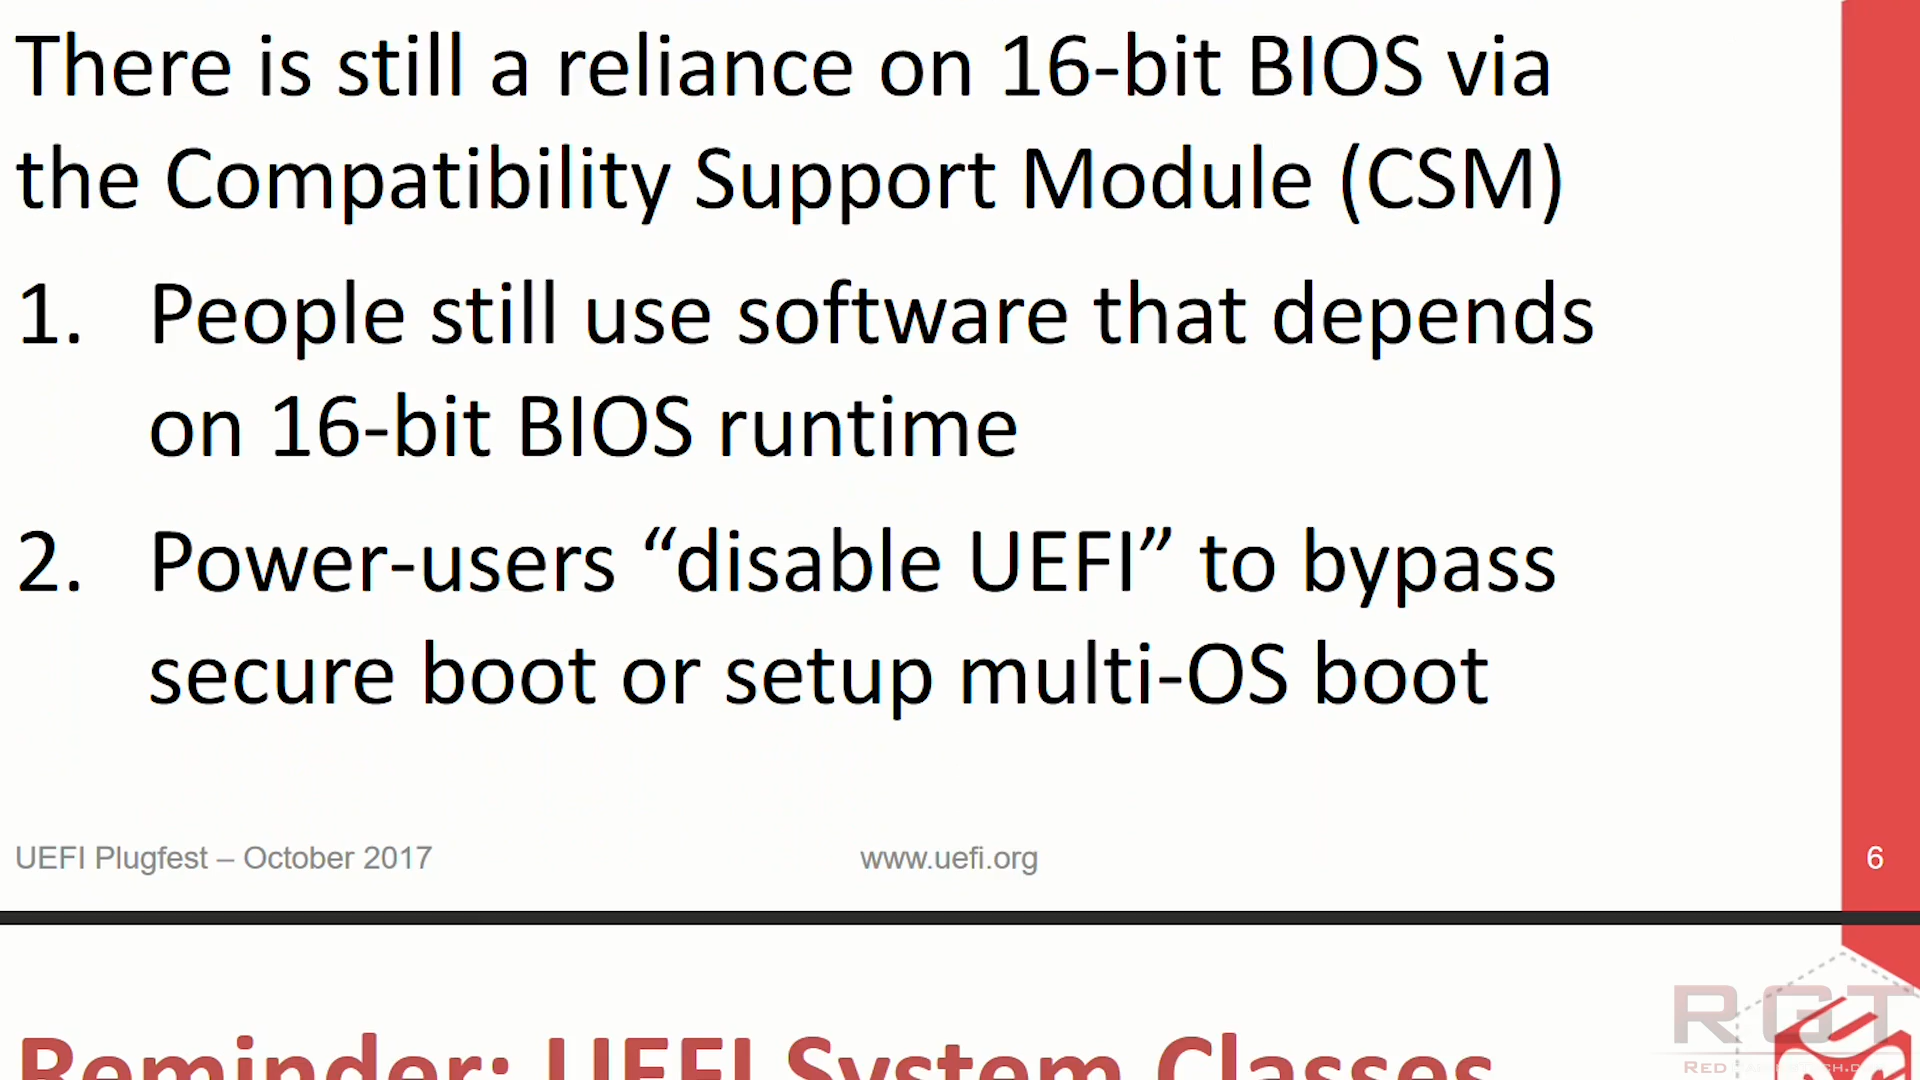 There is still a reliance on 16-bit BIOS via
the Compatibility Support Module (CSM)
1. People still use software that depends
on 16-bit BIOS runtime
2. Power-users “disable UEFI” to bypass
secure boot or setup multi-OS boot
UEFI Plugfest – October 2017 www.uefi.org 6
RGT
RED
Reminder: UEFI System Classes